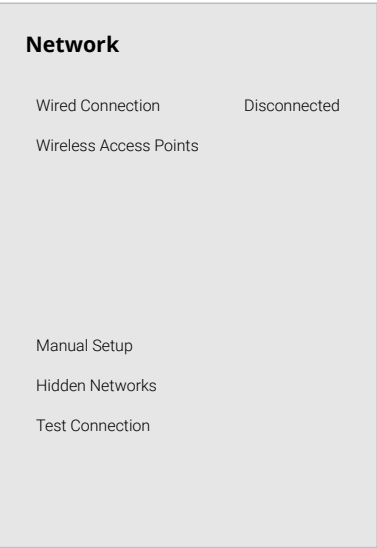 Network
Wired Connection Disconnected
Wireless Access Points
Manual Setup
Hidden Networks
Test Connection